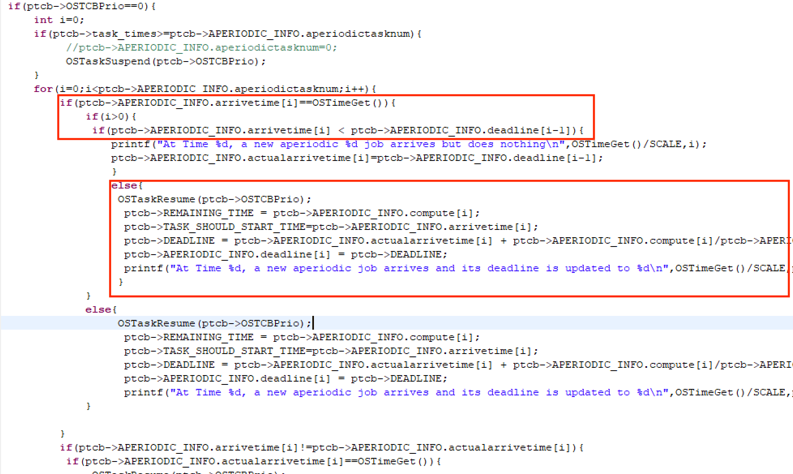 if(ptcb->OSTCBPrio==0){
int i=0;
if(ptcb->task_times>=ptcb->APERIODIC_INFO.aperiodictasknum){
//ptcb->APERIODIC_INFO.aperiodictasknum=0;
OSTaskSuspend(ptcb->OSTCBPrio);
}
for(i=0;i<ptcb->APERIODIC_INFO.aperiodictasknum;i++){
if(ptcb->APERIODIC_INFO.arrivetime[i]==OSTimeGet()){
if(i>0){
if(ptcb->APERIODIC_INFO.arrivetime[i] < ptcb->APERIODIC_INFO.deadline[i-1]){
printf("At Time %d, a new aperiodic %d job arrives but does nothing\n",OSTimeGet()/SCALE,i);
ptcb->APERIODIC_INFO.actualarrivetime[i]=ptcb->APERIODIC_INFO.deadline[i-1];
}
else{
OSTaskResume(ptcb->OSTCBPrio);
ptcb->REMAINING_TIME = ptcb->APERIODIC_INFO.compute[i];
ptcb->TASK_SHOULD_START_TIME=ptcb->APERIODIC_INFO.arrivetime[i];
ptcb->DEADLINE = ptcb->APERIODIC_INFO.actualarrivetime[i] + ptcb->APERIODIC_INFO.compute[i]/ptcb->APERI
ptcb->APERIODIC_INFO.deadline[i] = ptcb->DEADLINE;
printf("At Time %d, a new aperiodic job arrives and its deadline is updated to %d\n",OSTimeGet()/SCALE,
}
}
else{
OSTaskResume(ptcb->OSTCBPrio);
ptcb->REMAINING_TIME = ptcb->APERIODIC_INFO.compute[i];
ptcb->TASK_SHOULD_START_TIME=ptcb->APERIODIC_INFO.arrivetime[i];
ptcb->DEADLINE = ptcb->APERIODIC_INFO.actualarrivetime[i] + ptcb->APERIODIC_INFO.compute[i]/ptcb->APERI
ptcb->APERIODIC_INFO.deadline[i] = ptcb->DEADLINE;
printf("At Time %d, a new aperiodic job arrives and its deadline is updated to %d\n",OSTimeGet()/SCALE,
}
}
if(ptcb->APERIODIC_INFO.arrivetime[i]!=ptcb->APERIODIC_INFO.actualarrivetime[i]){
if(ptcb->APERIODIC_INFO.actualarrivetime[i]==OSTimeGet()){